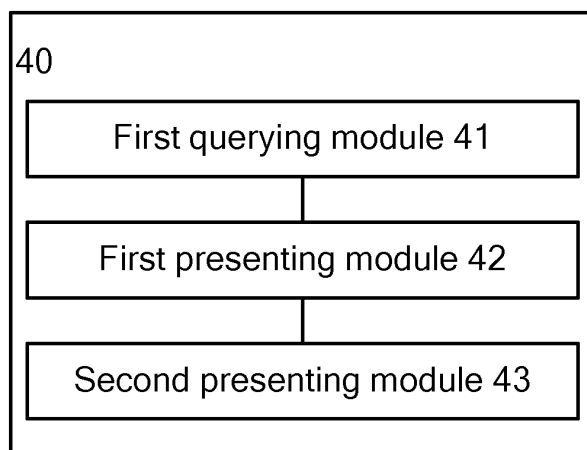 40
First querying module 41
First presenting module 42
Second presenting module 43